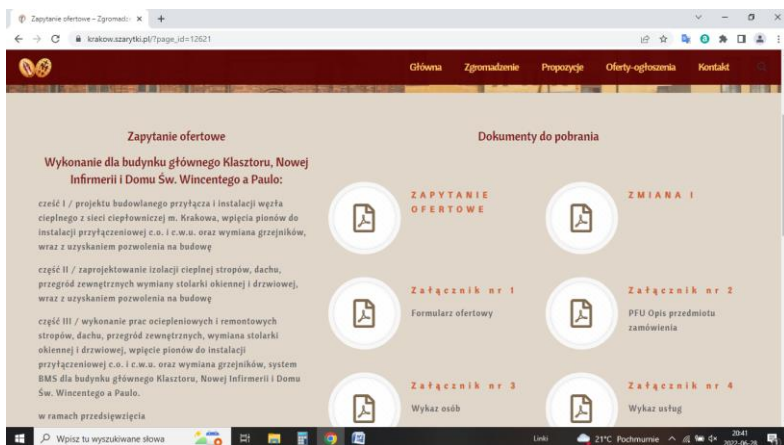 Zapytanie ofertowe – Zgromadz
krakow.szarytki.pl/?page_id=12621
Główna Zgromadzenie Propozycje Oferty-ogłoszenia Kontakt
Zapytanie ofertowe
Wykonanie dla budynku głównego Klasztoru, Nowej
Infirmerii i Domu Św. Wincentego a Paulo:
cześć I / projektu budowlanego przyłącza i instalacji węzła
cieplnego z sieci ciepłowniczej m. Krakowa, wpięcia pionów do
instalacji przyłączeniowej c.o. i c.w.u. oraz wymiana grzejników,
wraz z uzyskaniem pozwolenia na budowę
część II / zaprojektowanie izolacji cieplnej stropów, dachu,
przegród zewnętrznych wymiany stolarki okiennej i drzwiowej,
wraz z uzyskaniem pozwolenia na budowę
część III / wykonanie prac ociepleniowych i remontowych
stropów, dachu, przegród zewnętrznych, wymiana stolarki
okiennej i drzwiowej, wpięcie pionów do instalacji
przyłączeniowej c.o. i c.w.u. oraz wymiana grzejników, system
BMS dla budynku głównego Klasztoru, Nowej Infirmerii i Domu
Św. Wincentego a Paulo.
w ramach przedsięwzięcia
Dokumenty do pobrania
ZAPYTANIE
OFERTOWE
ZMIANA I
Załącznik nr 1
Formularz ofertowy
Załącznik nr 2
PFU Opis przedmiotu
zamówienia
Załącznik nr 3
Wykaz osób
Załącznik nr 4
Wykaz usług
Wpisz tu wyszukiwane słowa
Linki
21°C Pochmurnie
20:41
2022-06-28